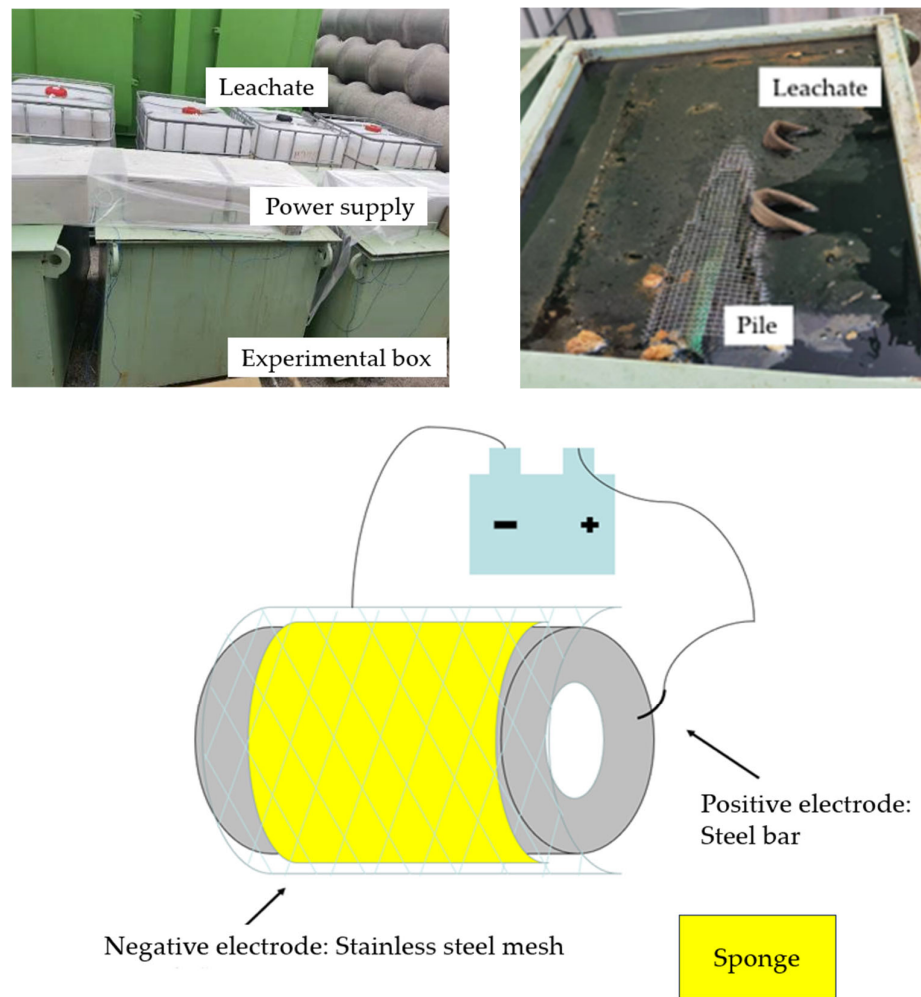 Leachate
Power supply
Experimental box
Leachate
Pile
- +
Positive electrode:
Steel bar
Negative electrode: Stainless steel mesh
Sponge